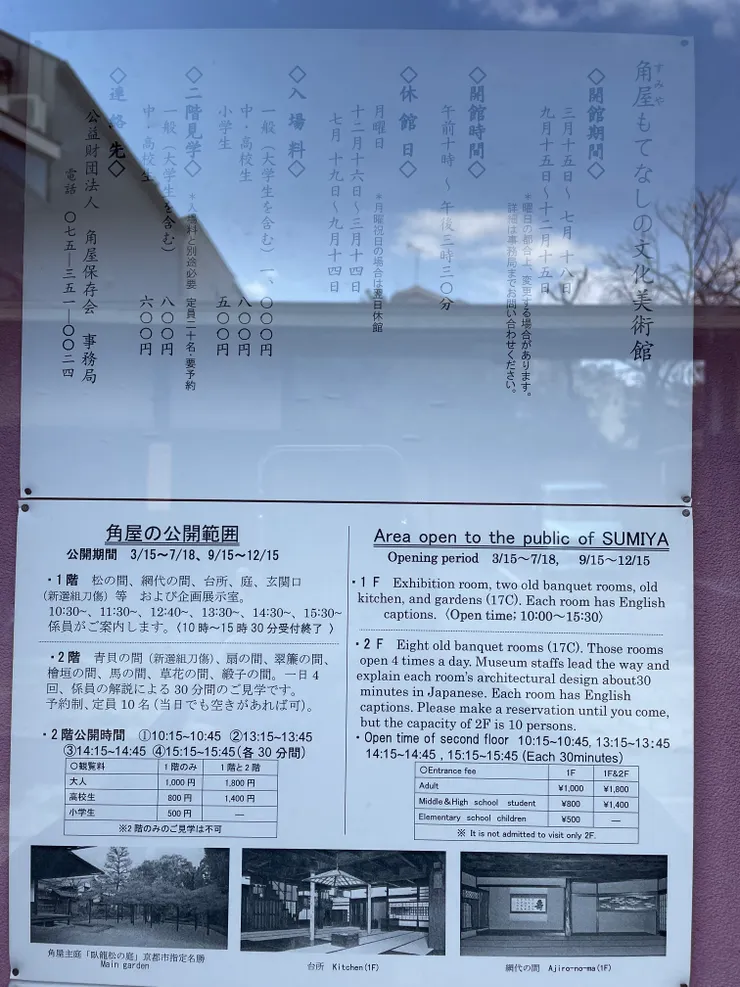 角屋もてなしの文化美術館
すみや
◇開館期間◇
三月十五日～七月十八日
九月十五日～十二月十五日
＊曜日の都合上、変更する場合があります。
詳細は事務局までお問い合わせください。
◇開館時間◇
午前十時～午後三時三〇分
◇休館日◇
月曜日 ＊月曜祝日の場合は翌日休館
十二月十六日～三月十四日
七月十九日～九月十四日
◇入場料◇
一般（大学生を含む）一、〇〇〇円
中・高校生 八〇〇円
小学生 五〇〇円
◇二階見学◇ ＊入場料と別途必要 定員二十名・要予約
一般（大学生を含む） 八〇〇円
中・高校生 六〇〇円
◇連絡先◇
公益財団法人 角屋保存会 事務局
電話 〇七五―三五一―〇〇二四
角屋の公開範囲
公開期間 3/15～7/18、9/15～12/15
・1階 松の間、網代の間、台所、庭、玄関口
(新選組刀傷) 等 および企画展示室。
10:30~、11:30~、12:40~、13:30~、14:30~、15:30~
係員がご案内します。〈10時～15時30分受付終了 〉
・2階 青貝の間（新選組刀傷）、扇の間、翠簾の間、
檜垣の間、馬の間、草花の間、緞子の間。一日4
回、係員の解説による30分間のご見学です。
予約制、定員10名（当日でも空きがあれば可）。
・2階公開時間 ①10:15~10:45 ②13:15~13:45
③14:15~14:45 ④15:15~15:45(各30分間)
○観覧料 1階のみ 1階と2階
大人 1,000円 1,800円
高校生 800円 1,400円
小学生 500円 ―
※2階のみのご見学は不可
Area open to the public of SUMIYA
Opening period 3/15～7/18, 9/15～12/15
・1F Exhibition room, two old banquet rooms, old
kitchen, and gardens (17C). Each room has English
captions. 〈Open time; 10:00～15:30〉
・2F Eight old banquet rooms (17C). Those rooms
open 4 times a day. Museum staffs lead the way and
explain each room's architectural design about30
minutes in Japanese. Each room has English
captions. Please make a reservation until you come,
but the capacity of 2F is 10 persons.
・Open time of second floor 10:15~10:45, 13:15~13:45
14:15~14:45 , 15:15~15:45 (Each 30minutes)
○Entrance fee 1F 1F&2F
Adult ¥1,000 ¥1,800
Middle＆High school student ¥800 ¥1,400
Elementary school children ¥500 ―
※ It is not admitted to visit only 2F.
角屋主庭「臥龍松の庭」京都市指定名勝
Main garden
台所 Kitchen(1F)
網代の間 Ajiro-no-ma(1F)